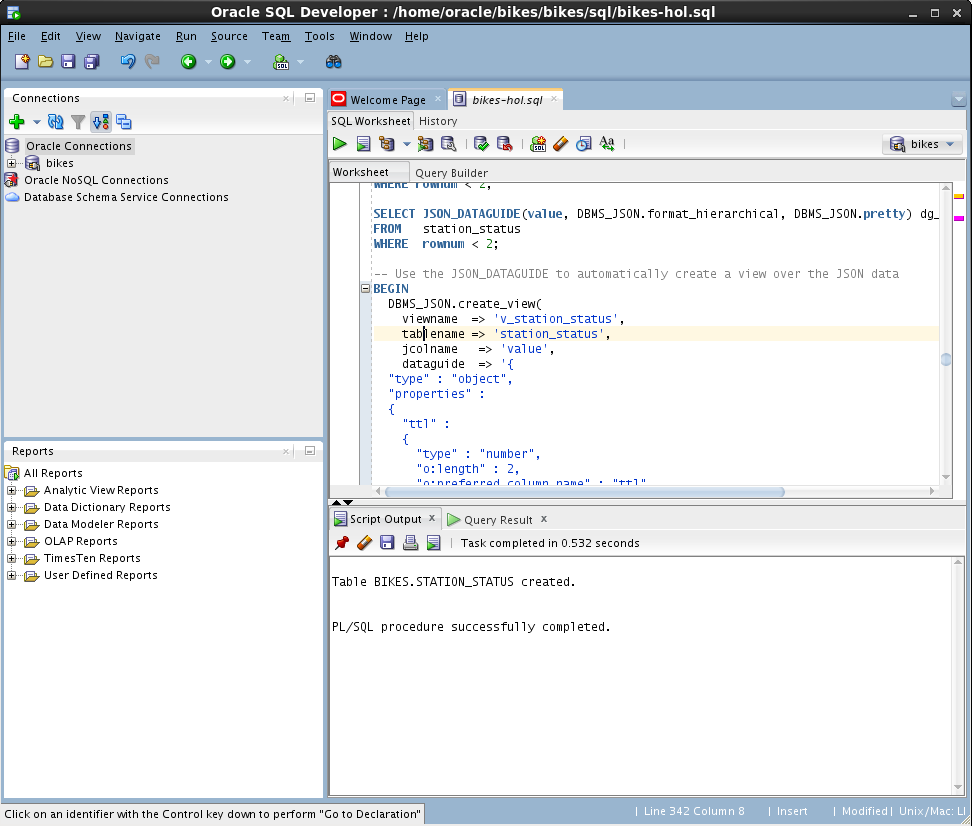 Oracle SQL Developer : /home/oracle/bikes/bikes/sql/bikes-hol.sql
File Edit View Navigate Run Source Team Tools Window Help
Connections
Oracle Connections
bikes
Oracle NoSQL Connections
Database Schema Service Connections
Reports
All Reports
Analytic View Reports
Data Dictionary Reports
Data Modeler Reports
OLAP Reports
TimesTen Reports
User Defined Reports
Welcome Page
bikes-hol.sql
SQL Worksheet History
bikes
Worksheet Query Builder
WHERE rownum < 2;
SELECT JSON_DATAGUIDE(value, DBMS_JSON.format_hierarchical, DBMS_JSON.pretty) dg_
FROM station_status
WHERE rownum < 2;
-- Use the JSON_DATAGUIDE to automatically create a view over the JSON data
BEGIN
DBMS_JSON.create_view(
viewname => 'v_station_status',
tablename => 'station_status',
jcolname => 'value',
dataguide => '{
"type" : "object",
"properties" :
{
"ttl" :
{
"type" : "number",
"o:length" : 2,
"o:preferred_column_name" : "ttl"
Script Output
Query Result
Task completed in 0.532 seconds
Table BIKES.STATION_STATUS created.
PL/SQL procedure successfully completed.
Click on an identifier with the Control key down to perform "Go to Declaration"
| Line 342 Column 8 | Insert | Modified | Unix/Mac: LI